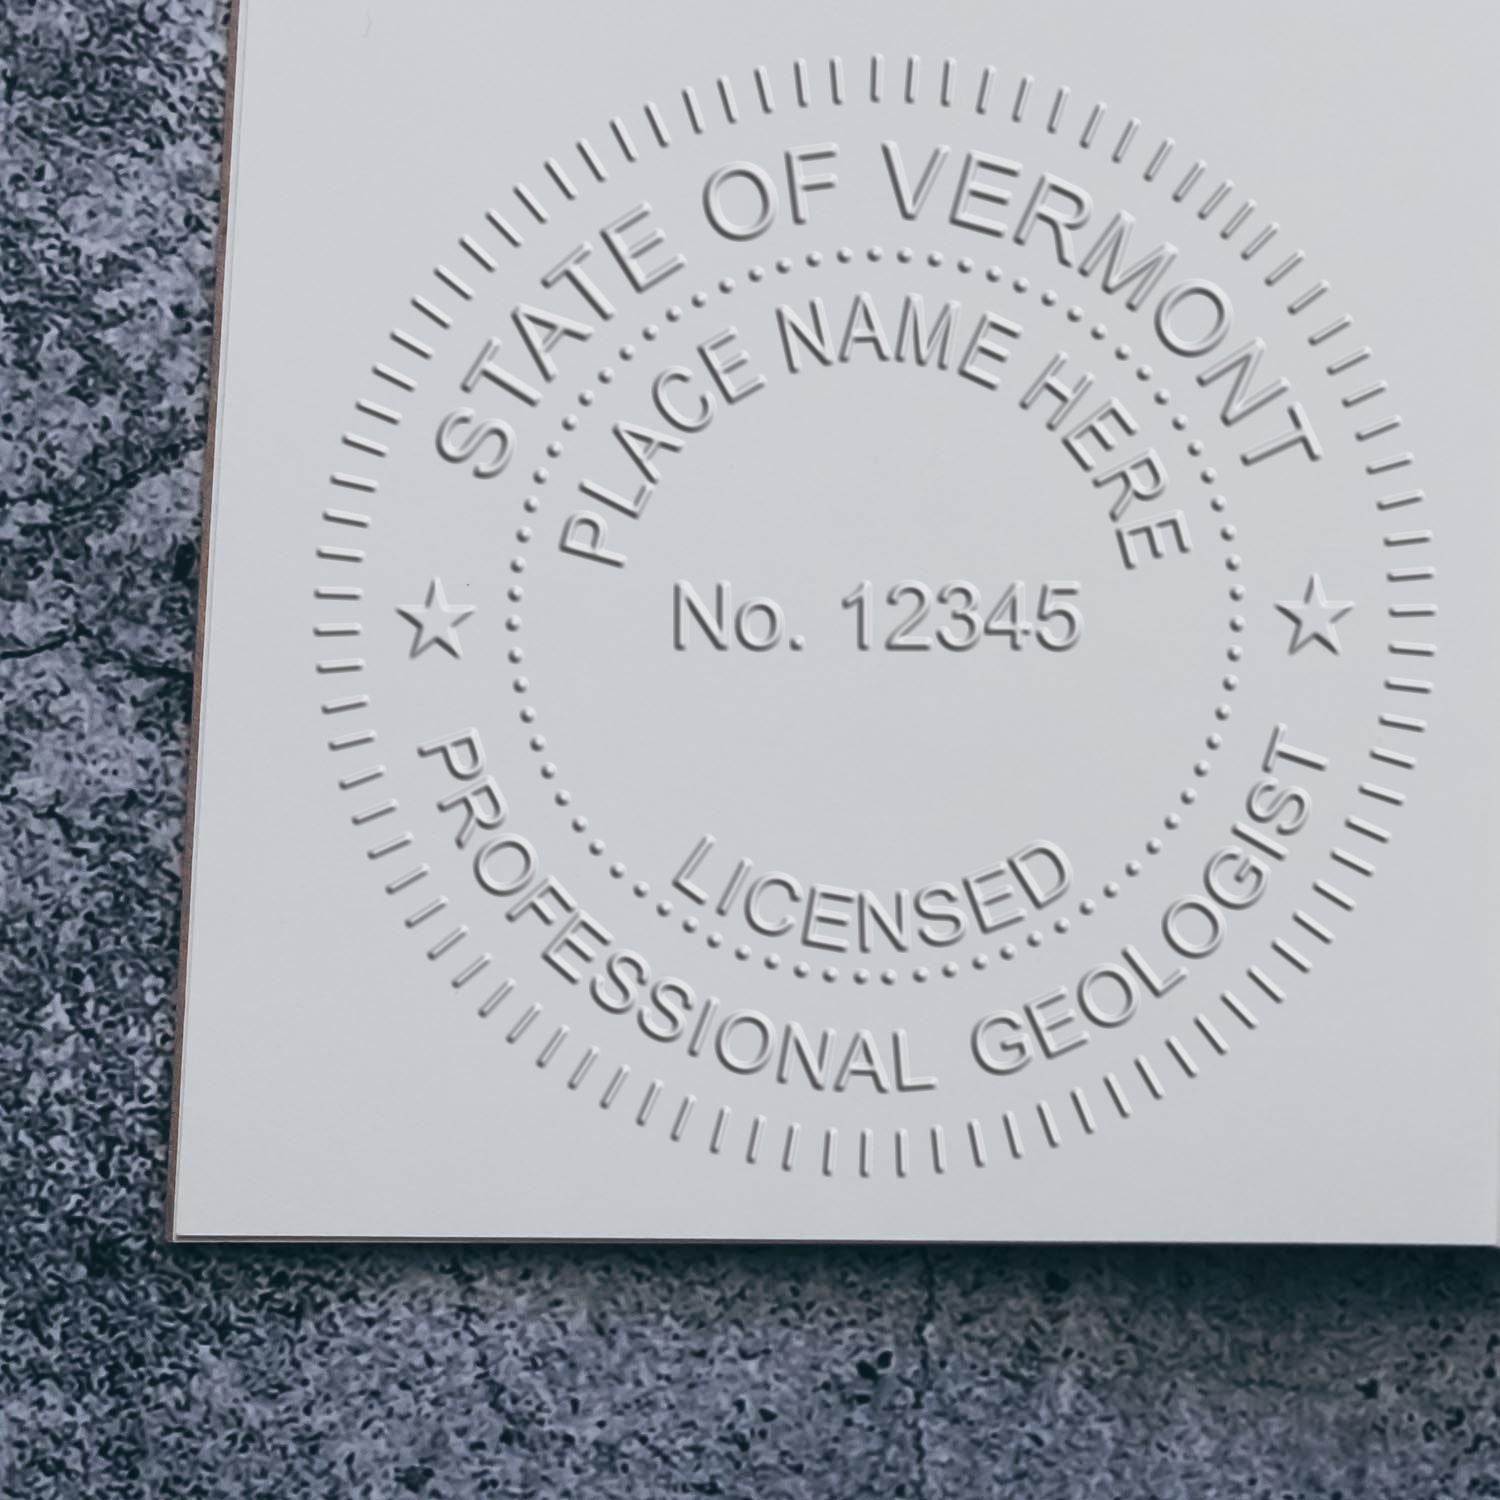 STATE OF VERMONT
PLACE NAME HERE
No. 12345
LICENSED
PROFESSIONAL GEOLOGIST